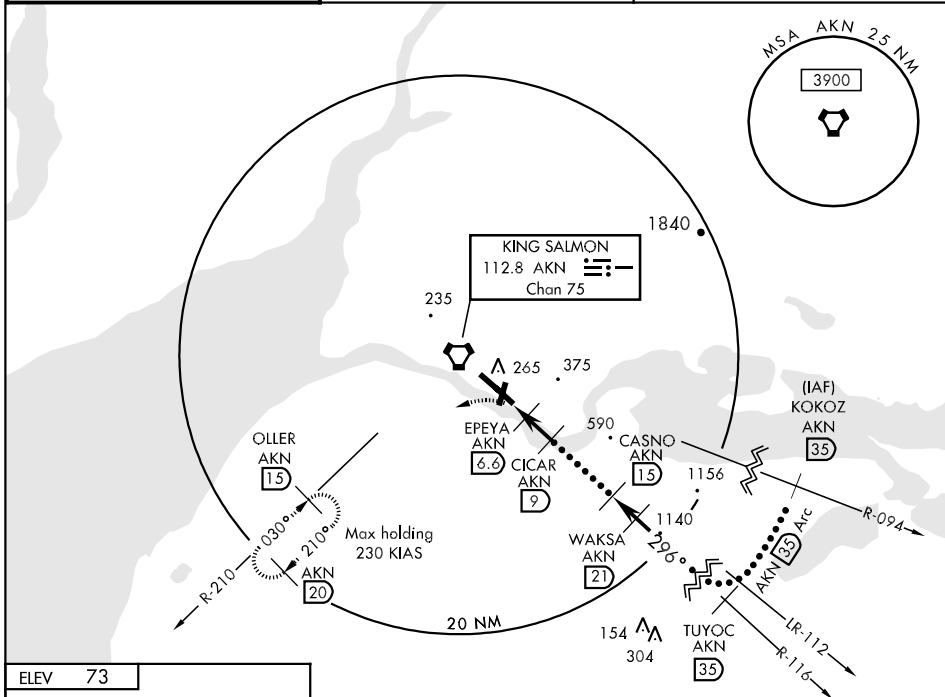 MSA AKN 25 NM
3900
1840
KING SALMON
112.8 AKN
Chan 75
235
265
375
(IAF)
KOKOZ
AKN
35
EPEYA
AKN
6.6
590
CICAR
AKN
9
CASNO
AKN
15
1156
OLLER
AKN
15
R-094
1140
AKN 35 Arc
030°
210°
Max holding
230 KIAS
WAKSA
AKN
21
296°
R-210
AKN
20
20 NM
154
304
TUYOC
AKN
35
LR-112
R-116
ELEV 73